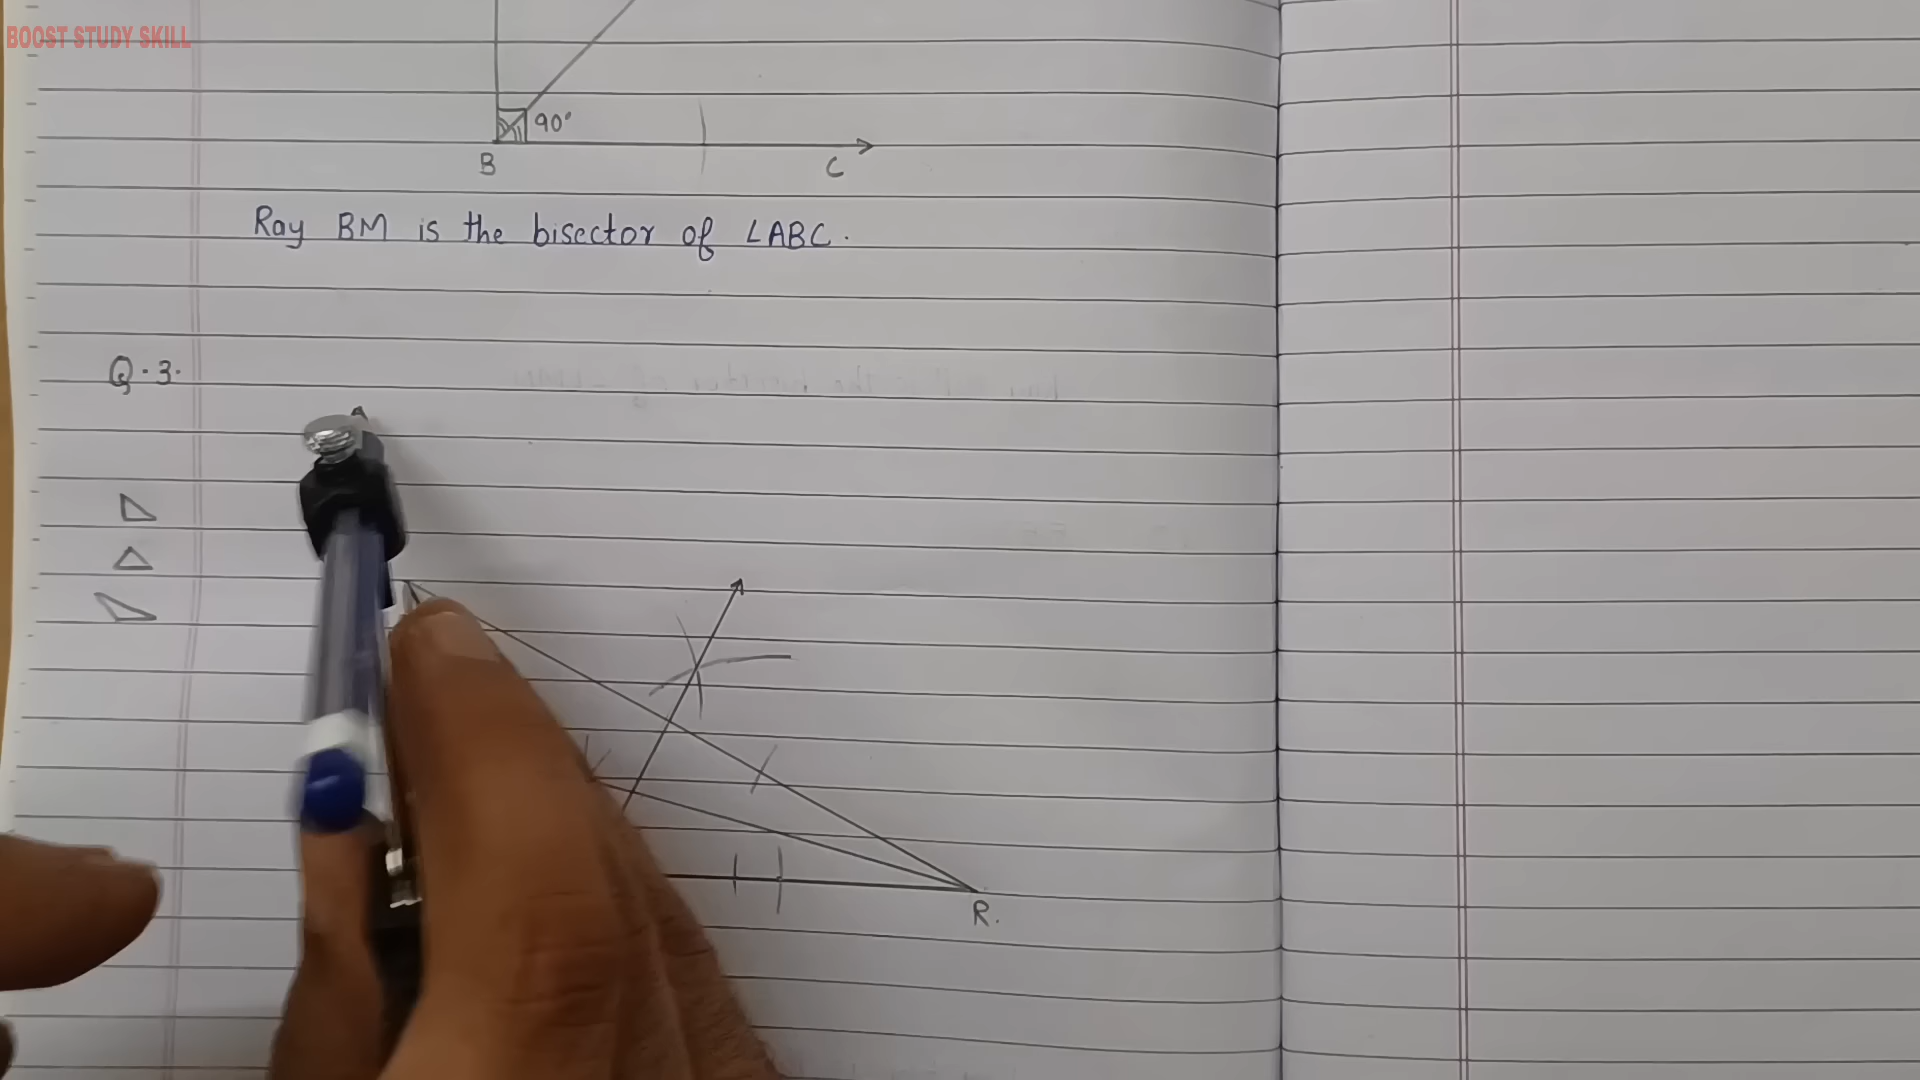 BOOST STUDY SKILL
90°
B
C
Ray BM is the bisector of ∠ABC.
Q.3.
R.